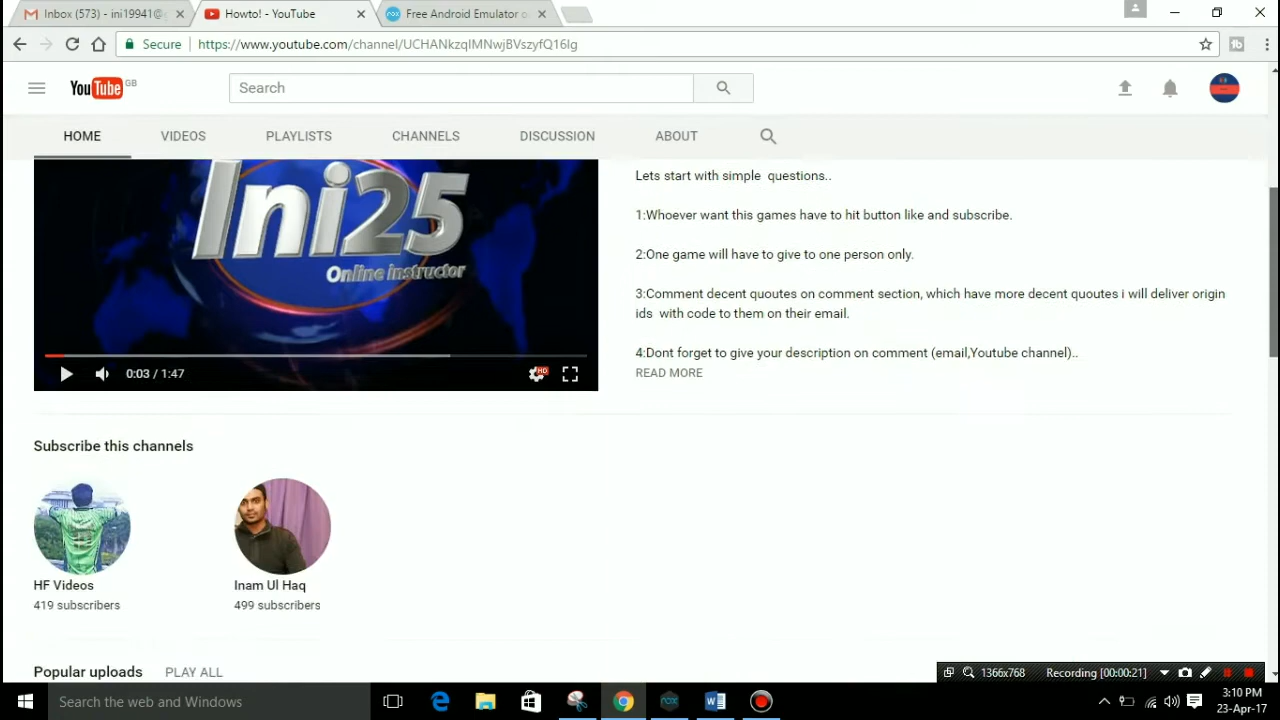 Inbox (573) - ini19941@g
Howto! - YouTube
Free Android Emulator o
Secure
https://www.youtube.com/channel/UCHANkzqIMNwjBVszyfQ16Ig
YouTube GB
Search
HOME
VIDEOS
PLAYLISTS
CHANNELS
DISCUSSION
ABOUT
Ini25
Online instructor
0:03 / 1:47
HD
Lets start with simple questions..
1:Whoever want this games have to hit button like and subscribe.
2:One game will have to give to one person only.
3:Comment decent quoutes on comment section, which have more decent quoutes i will deliver origin
ids with code to them on their email.
4:Dont forget to give your description on comment (email,Youtube channel)..
READ MORE
Subscribe this channels
HF Videos
419 subscribers
Inam Ul Haq
499 subscribers
Popular uploads
PLAY ALL
1366x768
Recording [00:00:21]
Search the web and Windows
3:10 PM
23-Apr-17